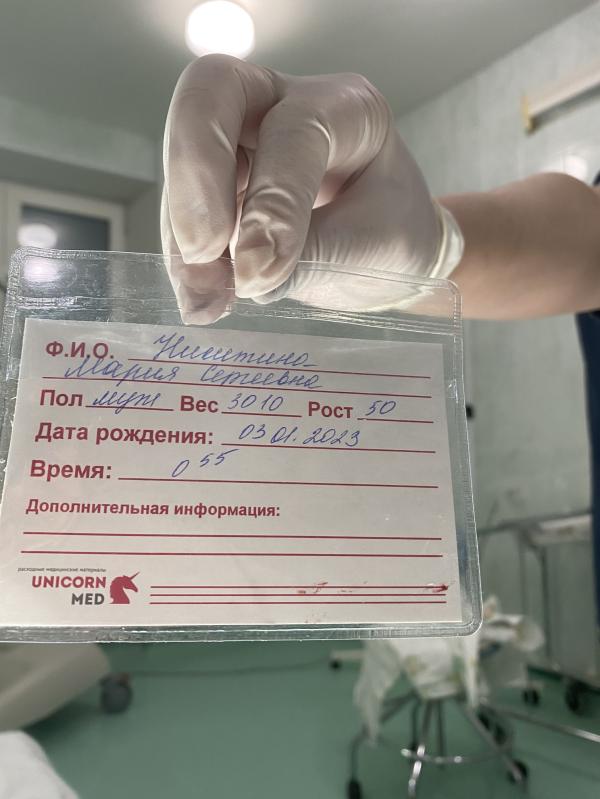 Ф.И.О. Никитина
Мария Сергеевна
Пол муж Вес 3010 Рост 50
Дата рождения: 03 01. 2023
Время: 0 55
Дополнительная информация:
расходные медицинские материалы
UNICORN
MED